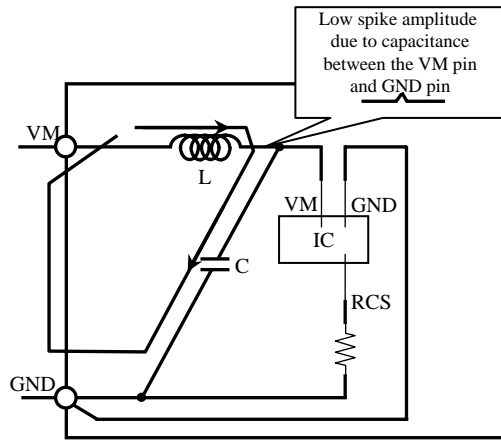 Low spike amplitude
due to capacitance
between the VM pin
and GND pin
VM
L
VM
GND
IC
C
RCS
GND